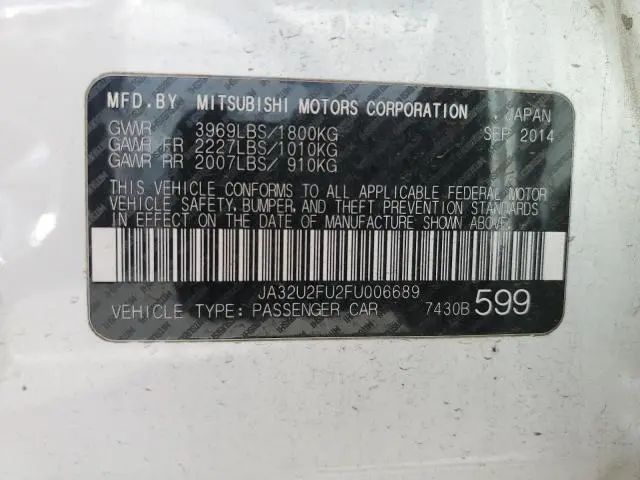 MFD.BY MITSUBISHI MOTORS CORPORATION JAPAN
GVWR 3969LBS/1800KG SEP 2014
GAWR FR 2227LBS/1010KG
GAWR RR 2007LBS/ 910KG
THIS VEHICLE CONFORMS TO ALL APPLICABLE FEDERAL MOTOR
VEHICLE SAFETY, BUMPER, AND THEFT PREVENTION STANDARDS
IN EFFECT ON THE DATE OF MANUFACTURE SHOWN ABOVE.
JA32U2FU2FU006689
VEHICLE TYPE: PASSENGER CAR 7430B 599